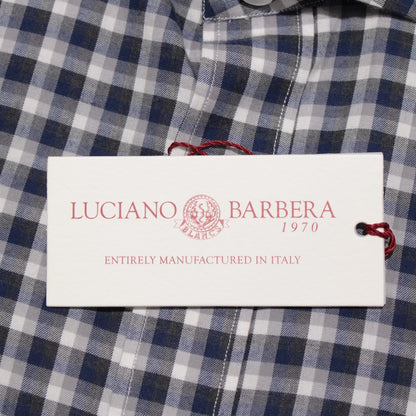 LUCIANO BARBERA
1970
ENTIRELY MANUFACTURED IN ITALY